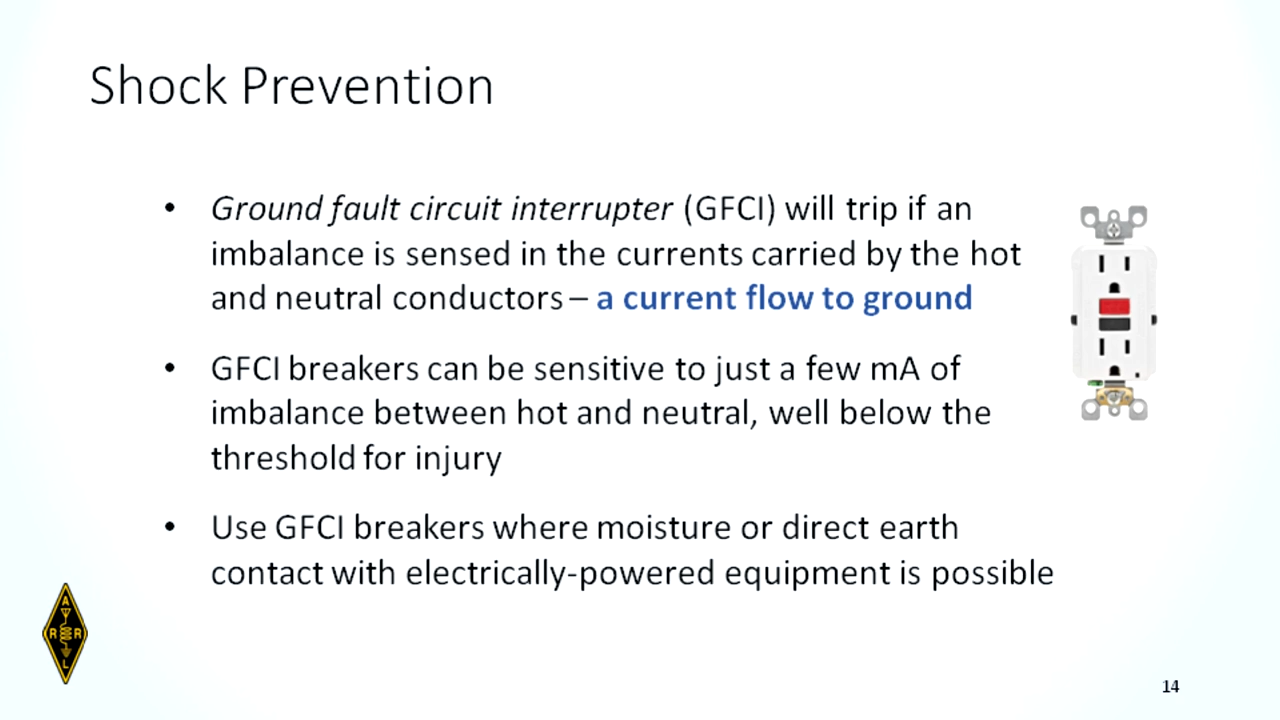 Shock Prevention
• Ground fault circuit interrupter (GFCI) will trip if an
imbalance is sensed in the currents carried by the hot
and neutral conductors – a current flow to ground
• GFCI breakers can be sensitive to just a few mA of
imbalance between hot and neutral, well below the
threshold for injury
• Use GFCI breakers where moisture or direct earth
contact with electrically-powered equipment is possible
A
R R
L
14